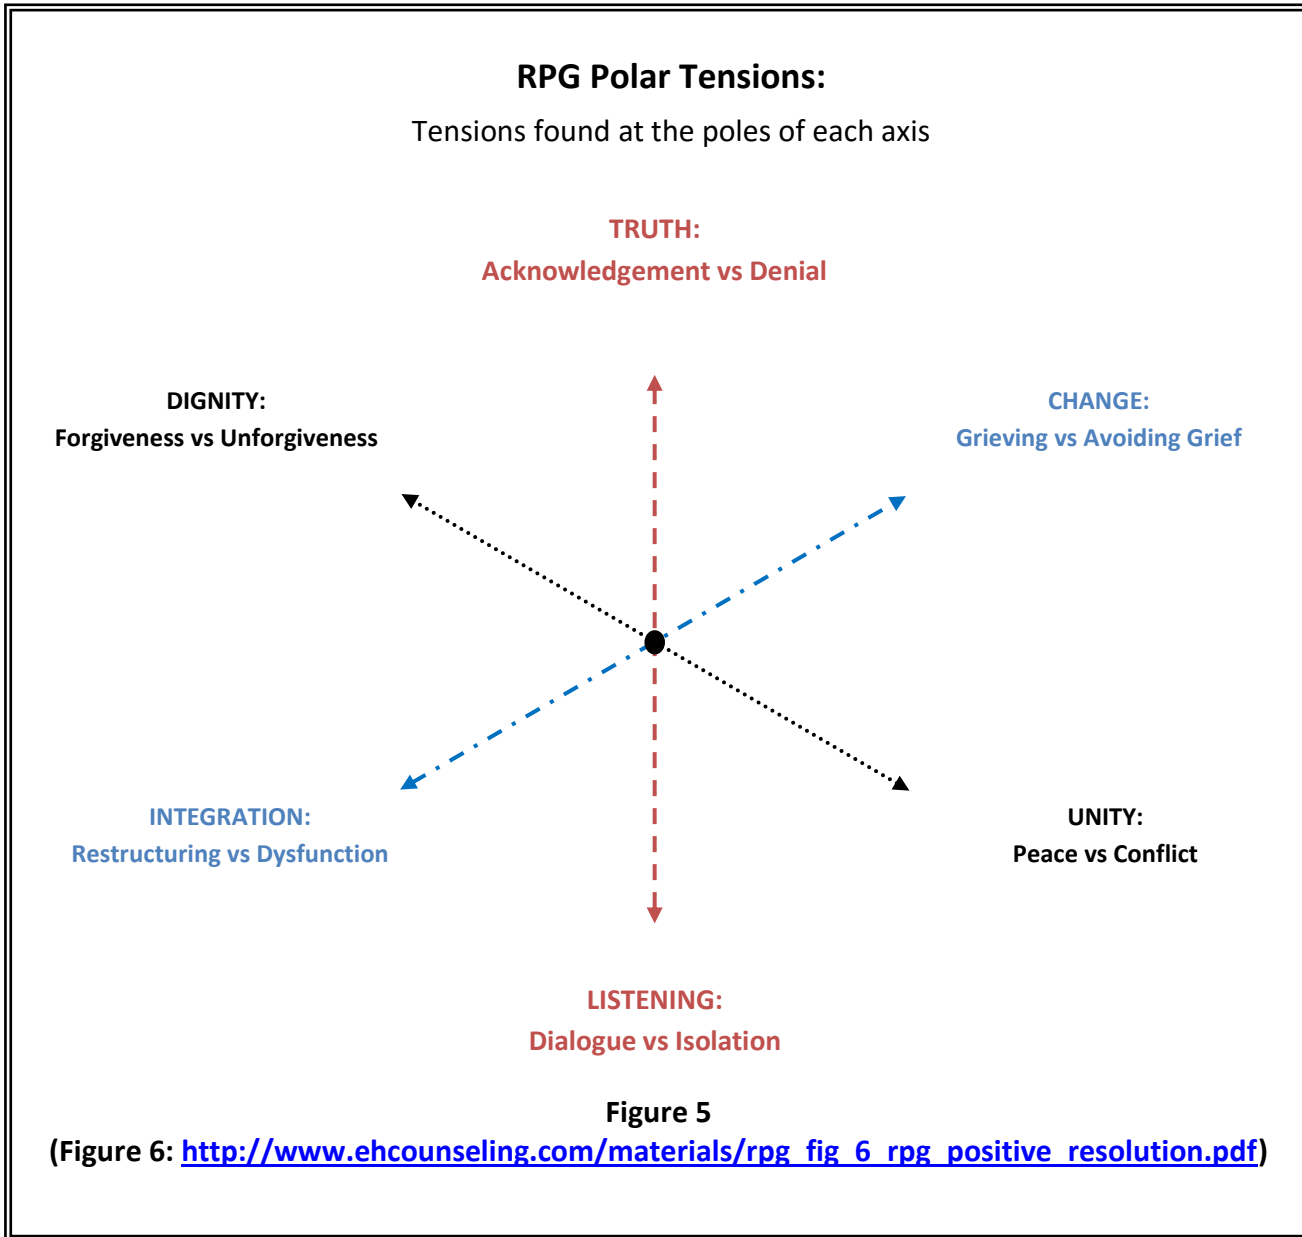 RPG Polar Tensions:
Tensions found at the poles of each axis
TRUTH:
Acknowledgement vs Denial
DIGNITY:
Forgiveness vs Unforgiveness
CHANGE:
Grieving vs Avoiding Grief
INTEGRATION:
Restructuring vs Dysfunction
UNITY:
Peace vs Conflict
LISTENING:
Dialogue vs Isolation
Figure 5
(Figure 6: http://www.ehcounseling.com/materials/rpg_fig_6_rpg_positive_resolution.pdf)